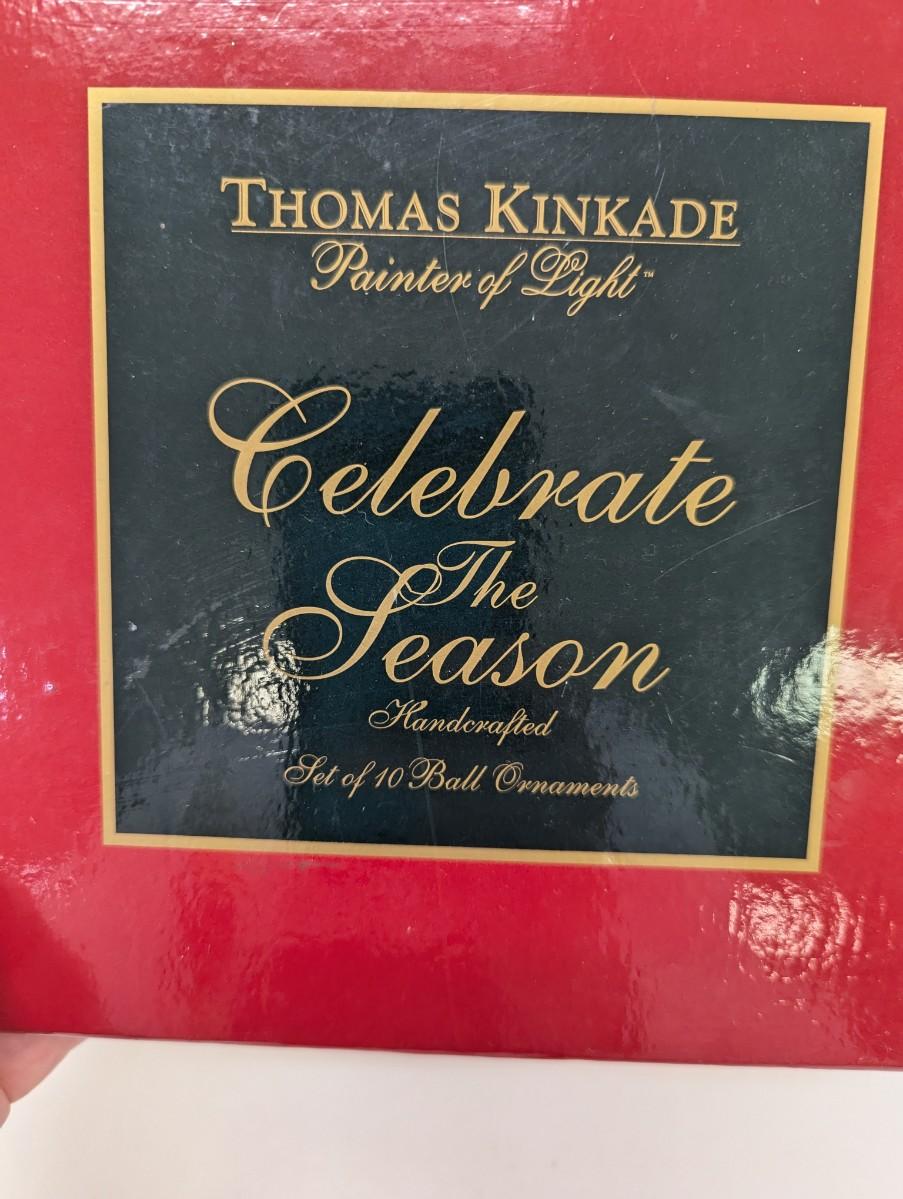 THOMAS KINKADE
Painter of Light™
Celebrate
The
Season
Handcrafted
Set of 10 Ball Ornaments